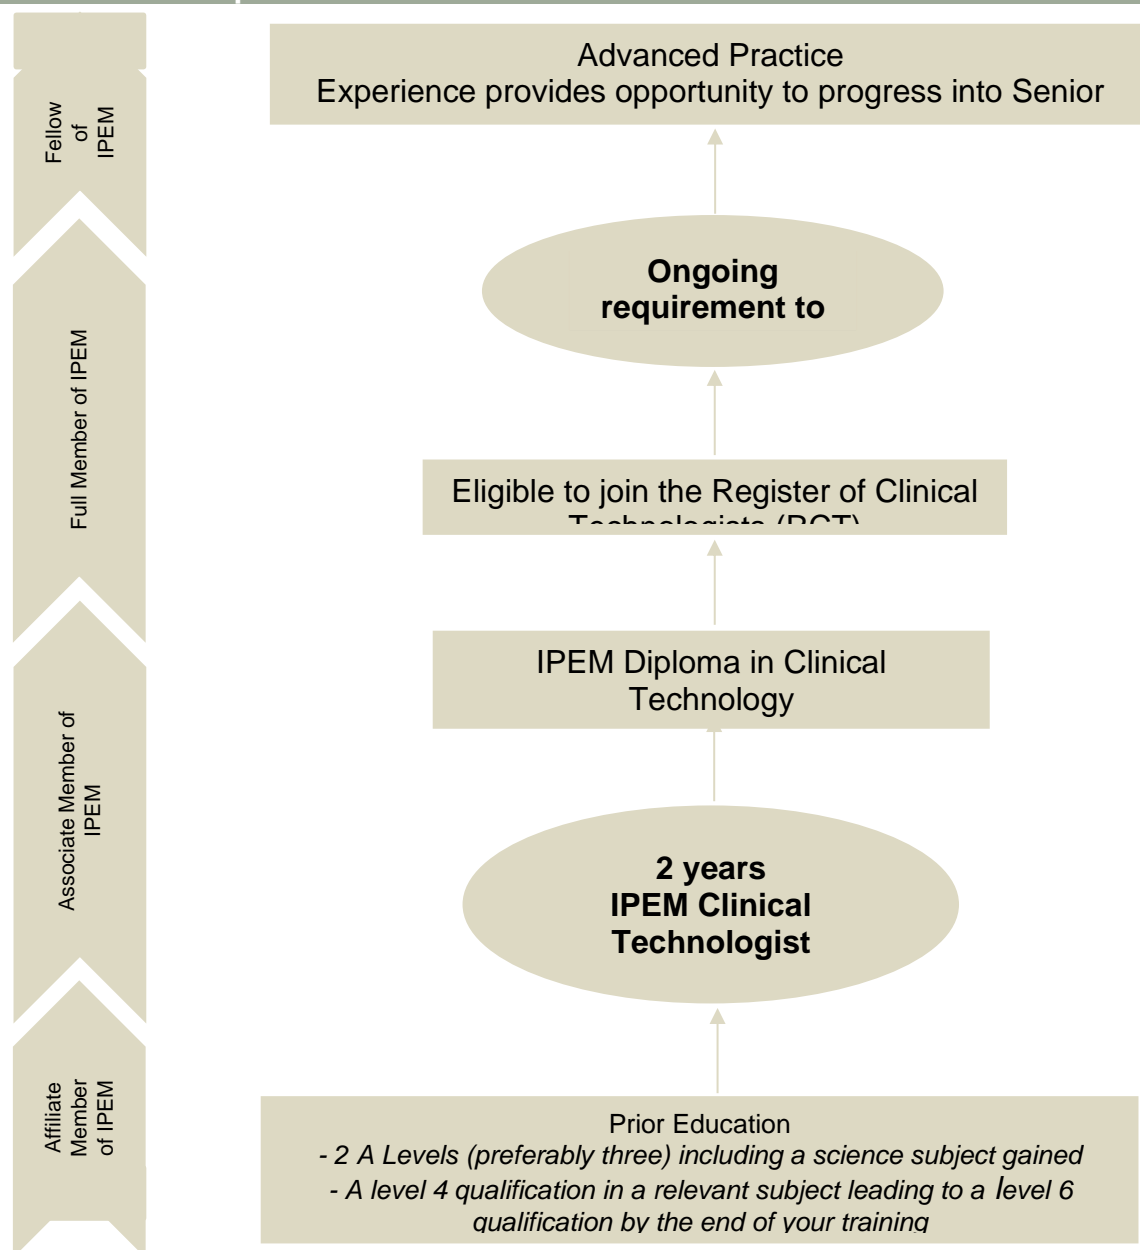 Advanced Practice
Experience provides opportunity to progress into Senior
Fellow
of
IPEM
Ongoing
requirement to
Full Member of IPEM
Eligible to join the Register of Clinical
Technologists (RCT)
IPEM Diploma in Clinical
Technology
Associate Member of
IPEM
2 years
IPEM Clinical
Technologist
Affiliate
Member
of IPEM
Prior Education
- 2 A Levels (preferably three) including a science subject gained
- A level 4 qualification in a relevant subject leading to a level 6
qualification by the end of your training